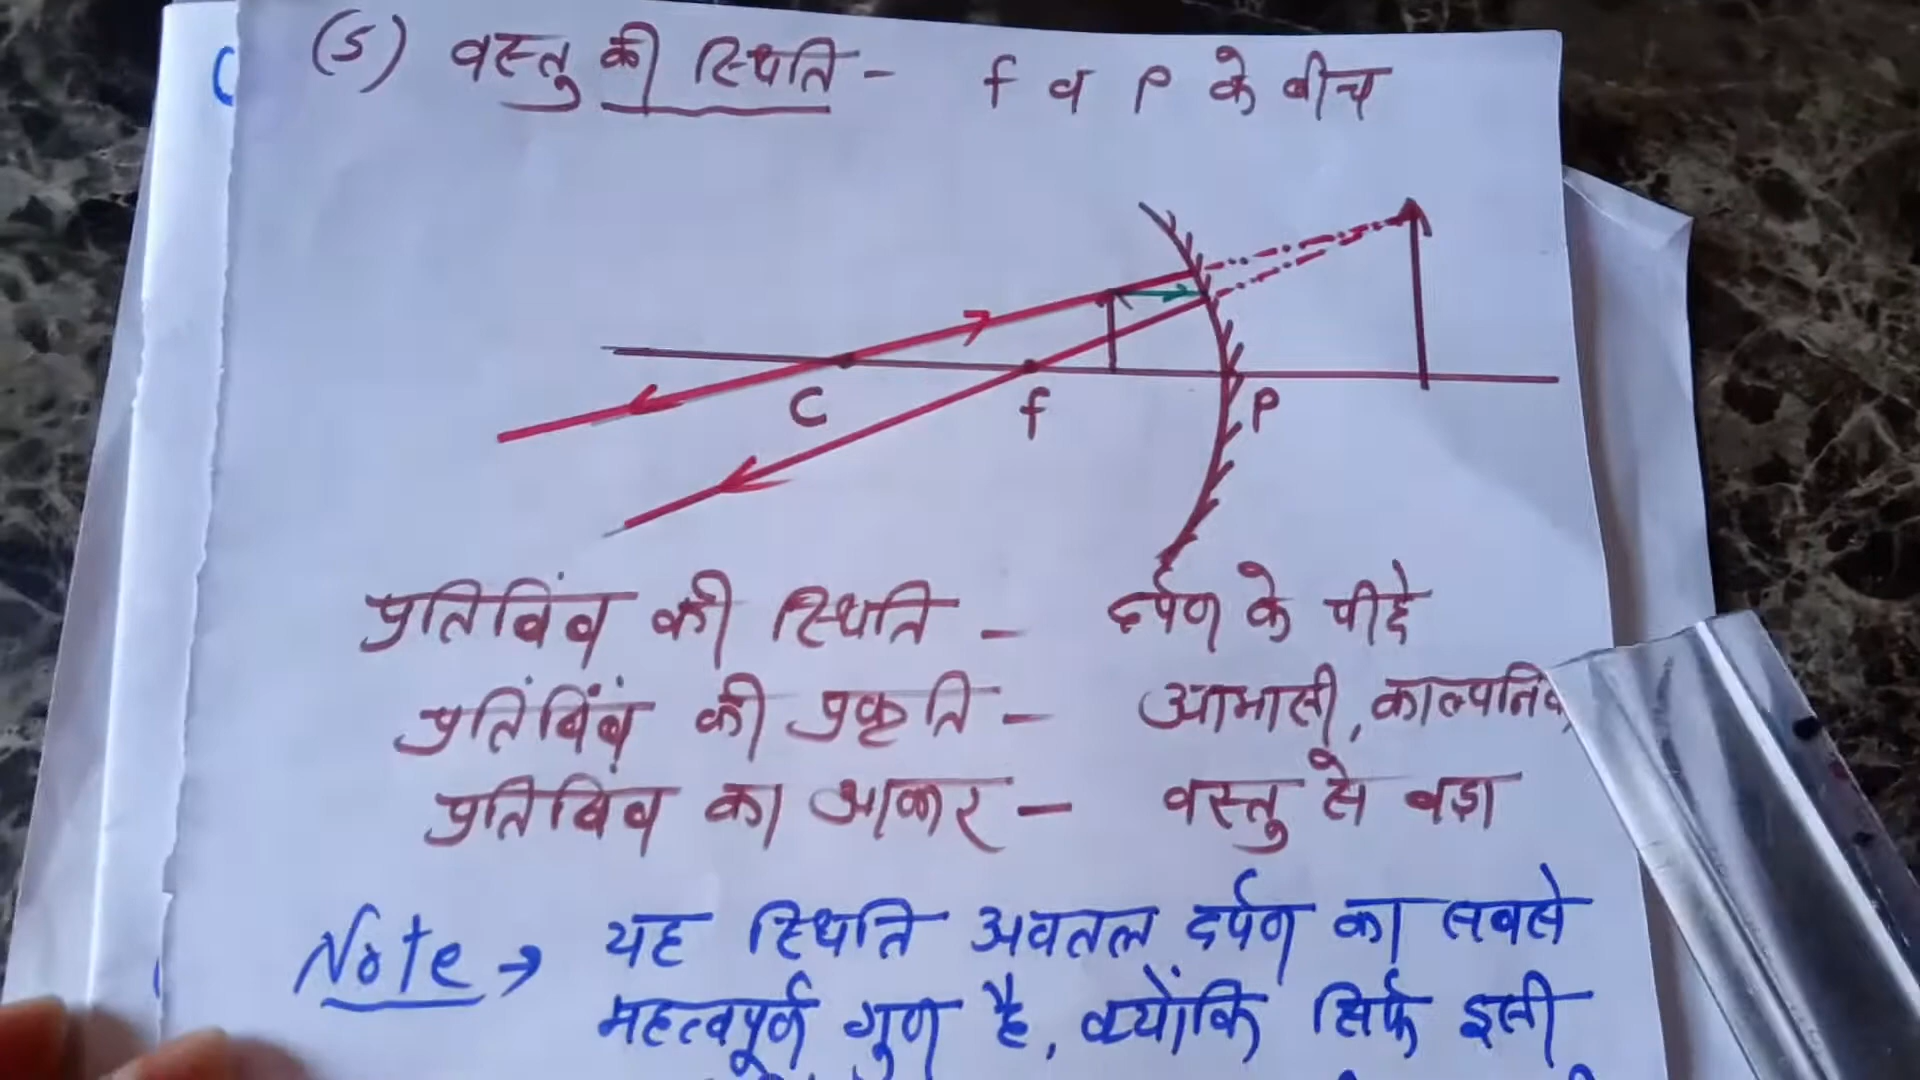 (5) वस्तु की स्थिति - f व P के बीच
C f P
प्रतिबिंब की स्थिति - दर्पण के पीछे
प्रतिबिंब की प्रकृति - आभासी, काल्पनिक
प्रतिबिंब का आकार - वस्तु से बड़ा
Note → यह स्थिति अवतल दर्पण का सबसे
महत्वपूर्ण गुण है, क्योंकि सिर्फ इसी